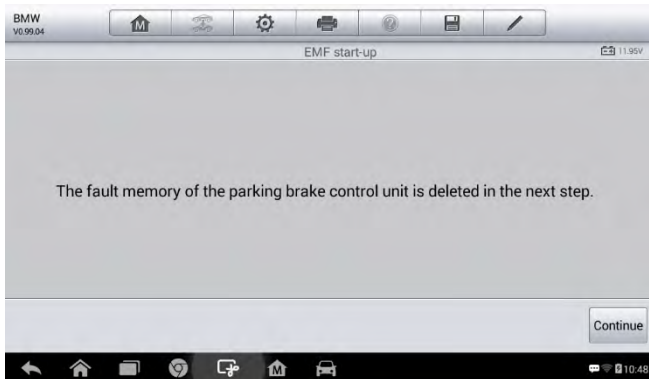 BMW
V0.99.04
M
EMF start-up
11.95V
The fault memory of the parking brake control unit is deleted in the next step.
Continue
M
10:48